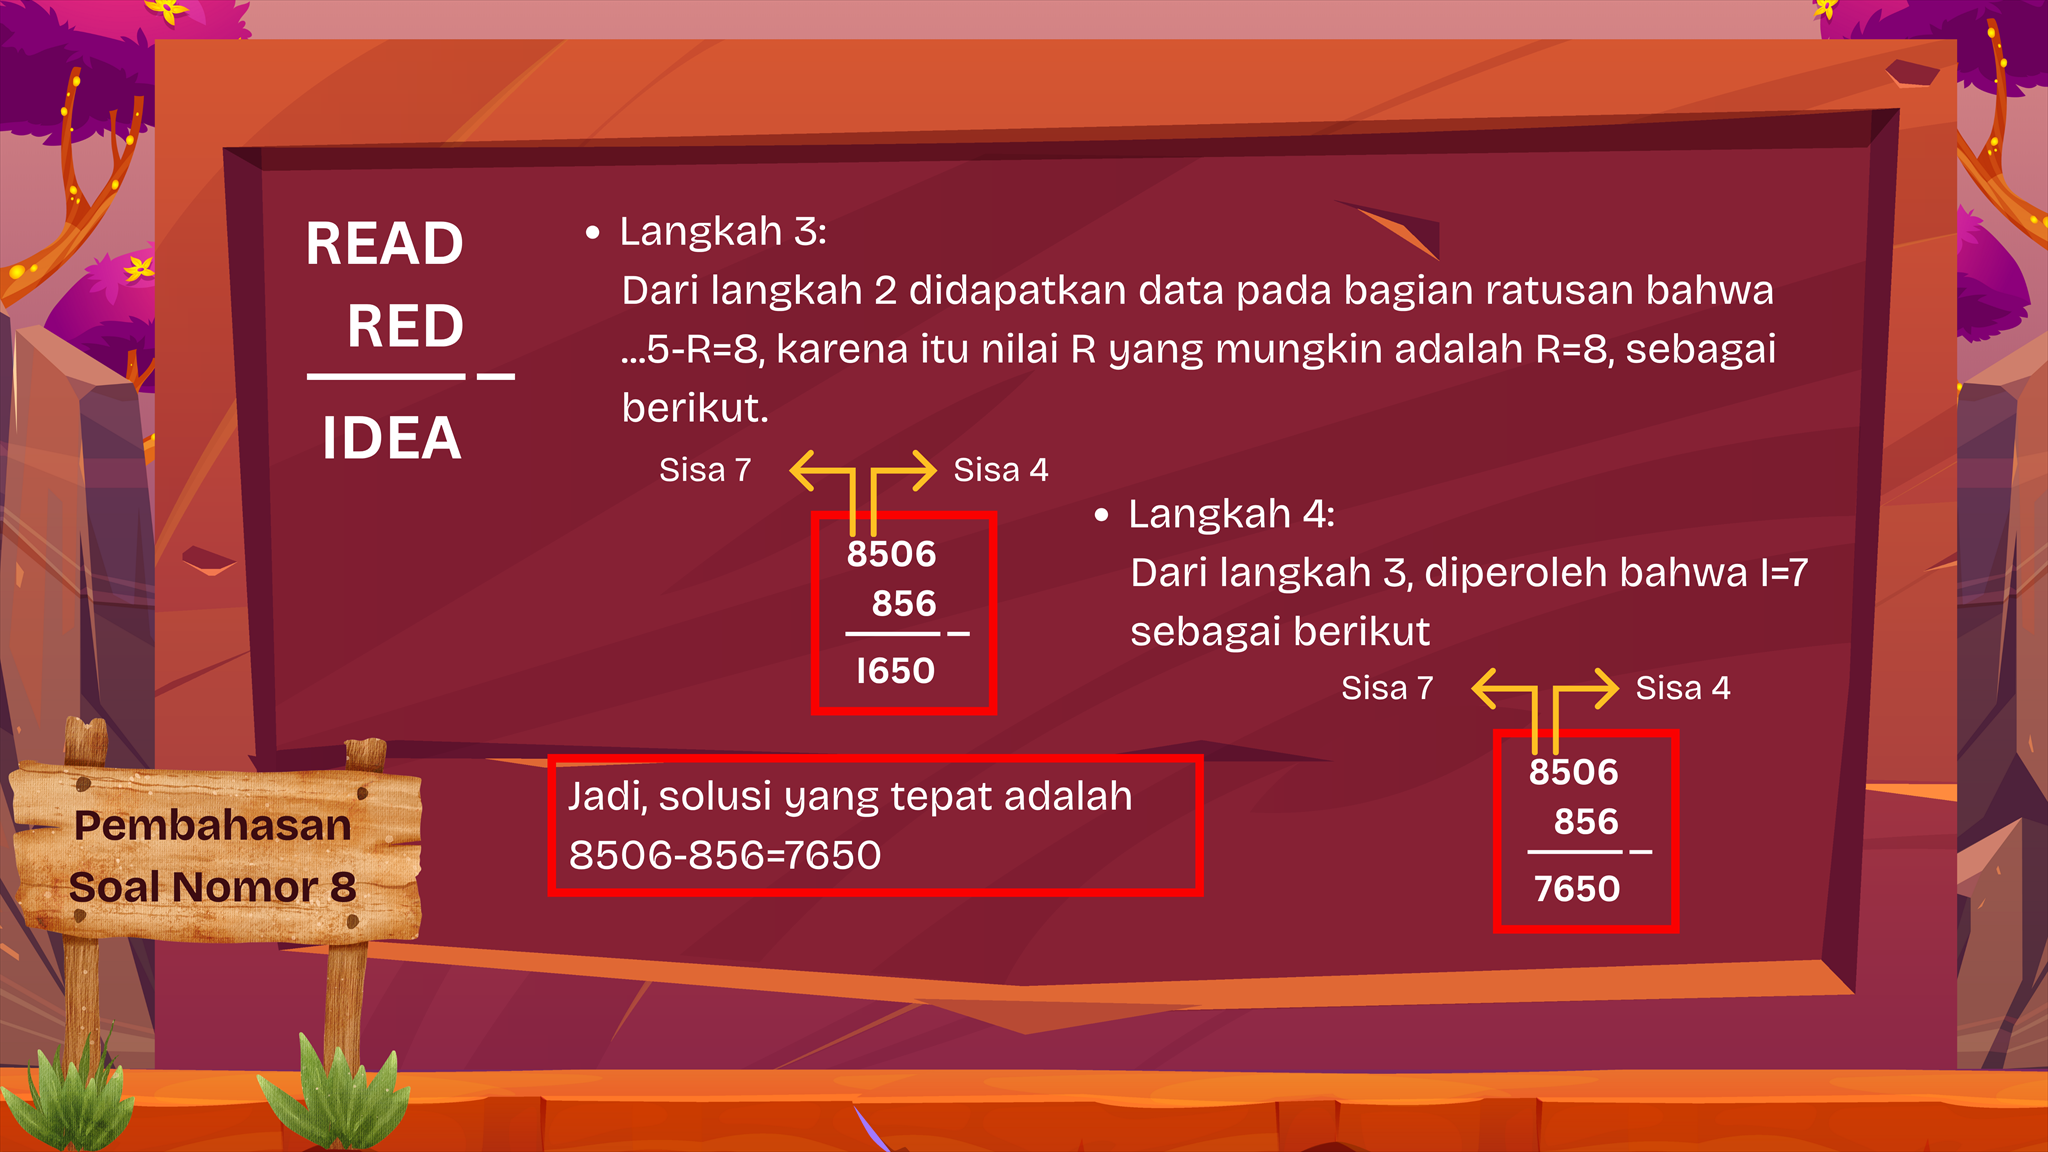 READ
RED
IDEA
• Langkah 3:
Dari langkah 2 didapatkan data pada bagian ratusan bahwa
...5-R=8, karena itu nilai R yang mungkin adalah R=8, sebagai
berikut.
Sisa 7
Sisa 4
8506
856
I650
• Langkah 4:
Dari langkah 3, diperoleh bahwa I=7
sebagai berikut
Sisa 7
Sisa 4
8506
856
7650
Jadi, solusi yang tepat adalah
8506-856=7650
Pembahasan
Soal Nomor 8